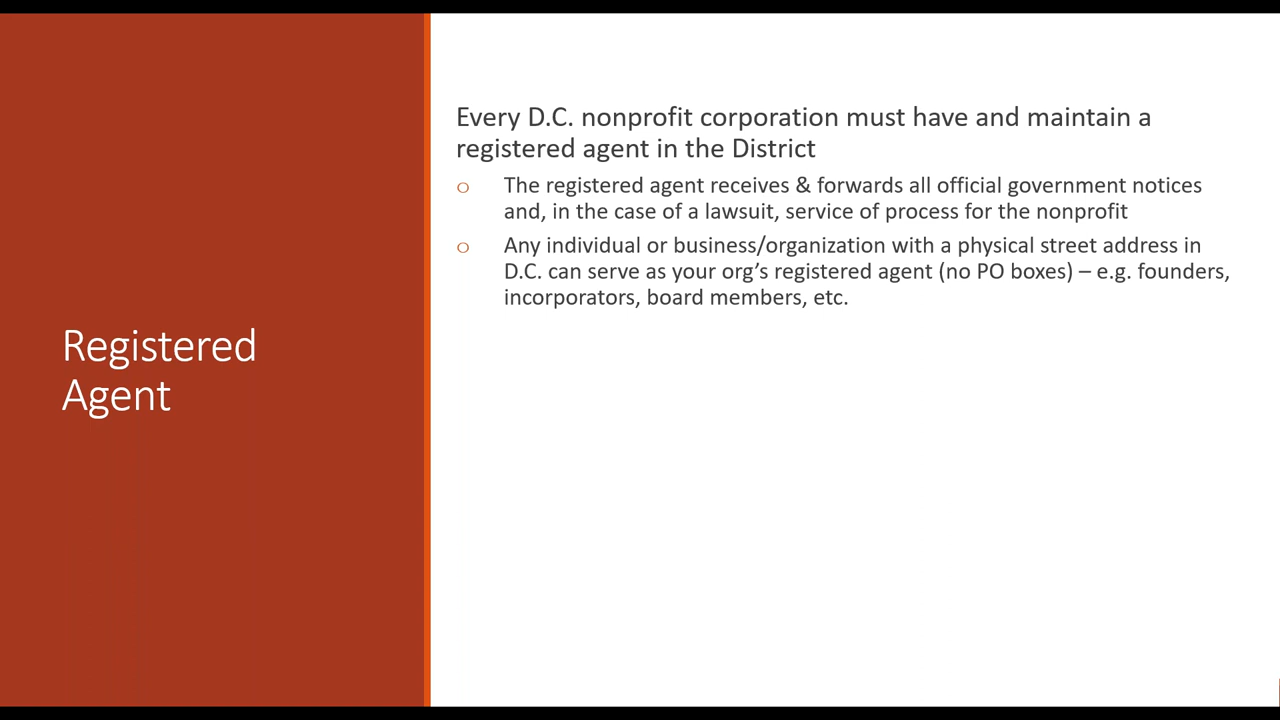 Registered
Agent
Every D.C. nonprofit corporation must have and maintain a
registered agent in the District
o The registered agent receives & forwards all official government notices
and, in the case of a lawsuit, service of process for the nonprofit
o Any individual or business/organization with a physical street address in
D.C. can serve as your org’s registered agent (no PO boxes) – e.g. founders,
incorporators, board members, etc.